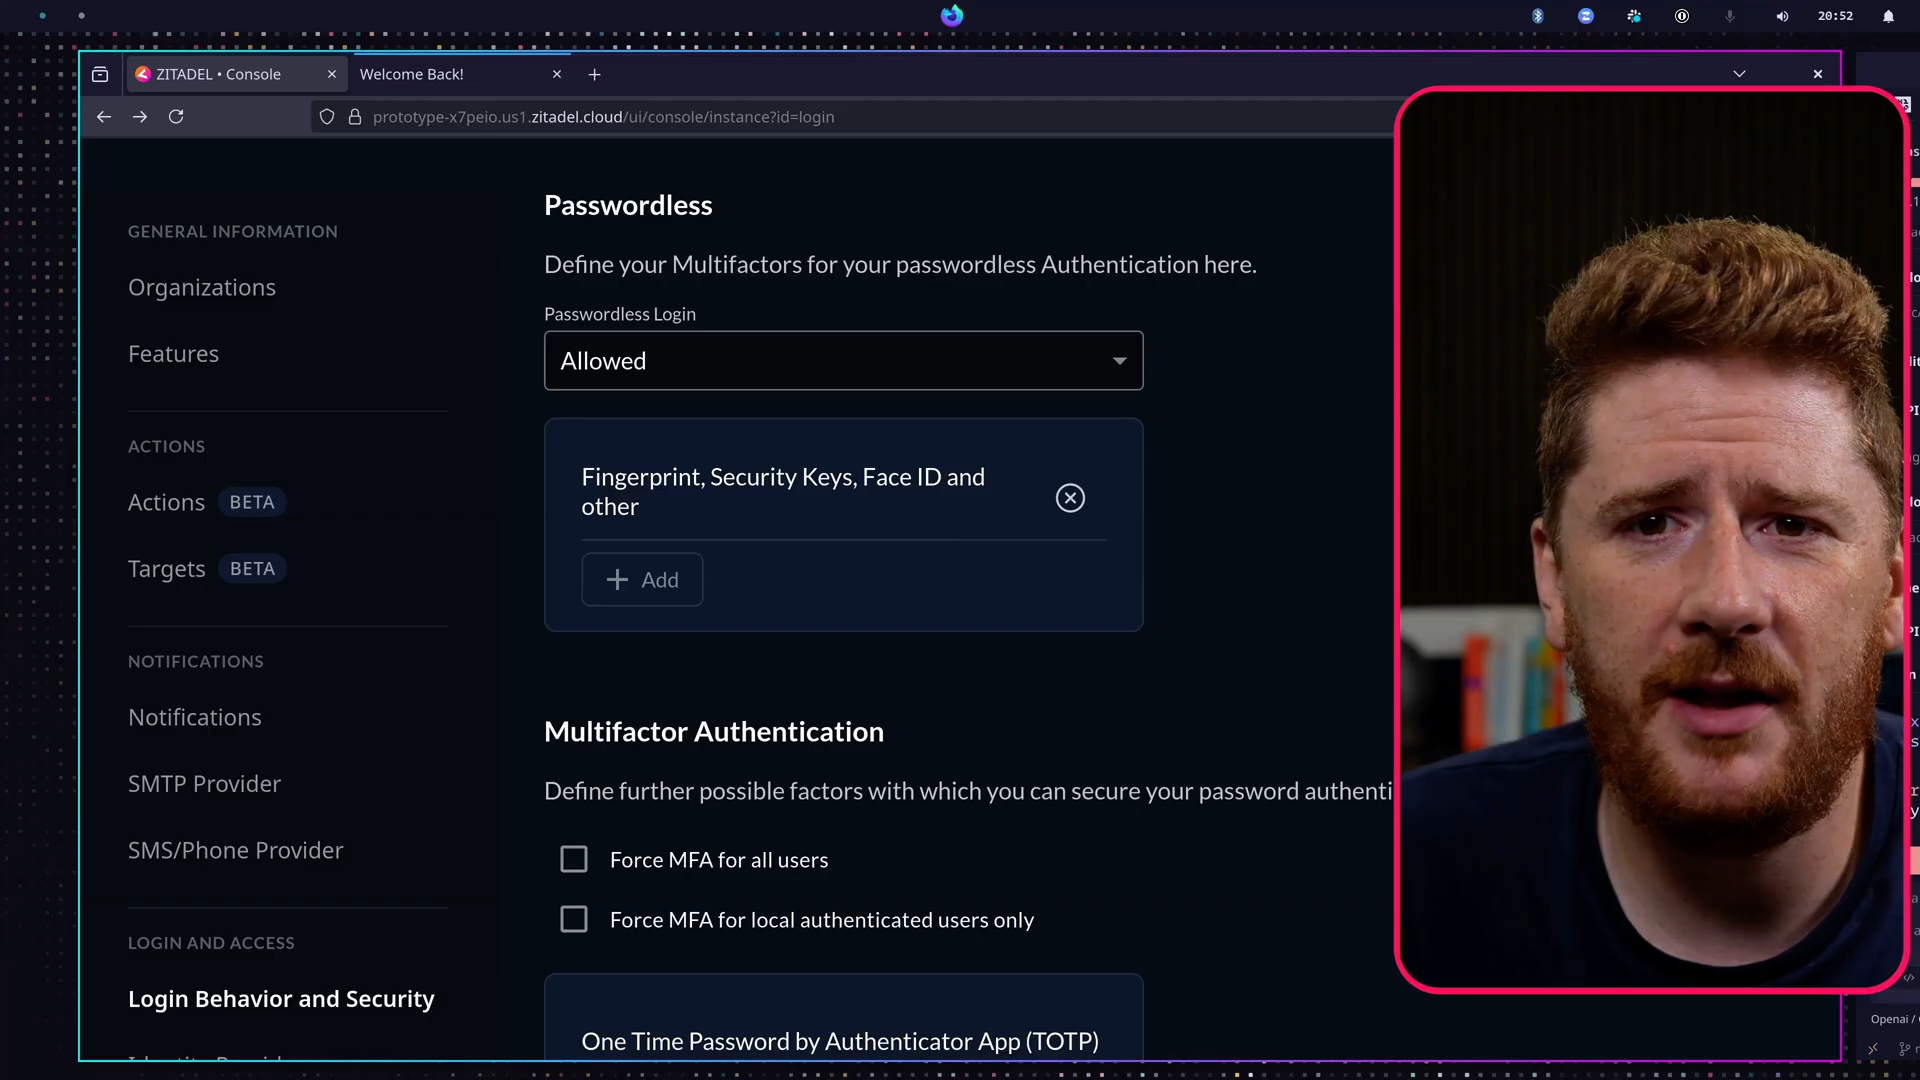 20:52
ZITADEL • Console
Welcome Back!
prototype-x7peio.us1.zitadel.cloud/ui/console/instance?id=login
GENERAL INFORMATION
Organizations
Features
ACTIONS
Actions BETA
Targets BETA
NOTIFICATIONS
Notifications
SMTP Provider
SMS/Phone Provider
LOGIN AND ACCESS
Login Behavior and Security
Passwordless
Define your Multifactors for your passwordless Authentication here.
Passwordless Login
Allowed
Fingerprint, Security Keys, Face ID and
other
Add
Multifactor Authentication
Define further possible factors with which you can secure your password authenti
Force MFA for all users
Force MFA for local authenticated users only
One Time Password by Authenticator App (TOTP)
Openai /